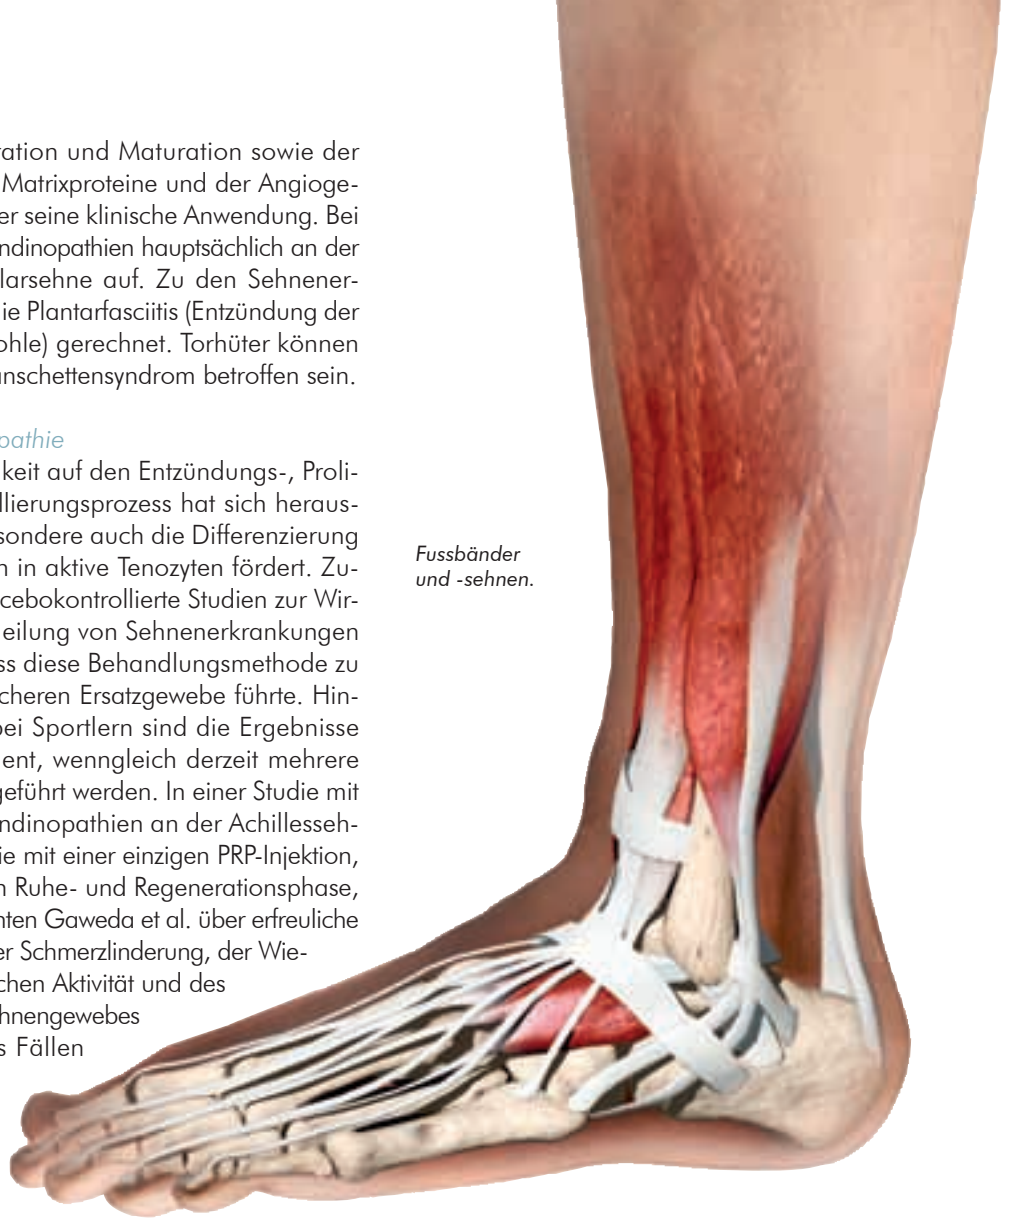 ration und Maturation sowie der
Matrixproteine und der Angioge-
er seine klinische Anwendung. Bei
ndinopathien hauptsächlich an der
larsehne auf. Zu den Sehnener-
ie Plantarfasciitis (Entzündung der
ohle) gerechnet. Torhüter können
anschettensyndrom betroffen sein.
pathie
keit auf den Entzündungs-, Proli-
llierungsprozess hat sich heraus-
sondere auch die Differenzierung
n in aktive Tenozyten fördert. Zu-
cebokontrollierte Studien zur Wir-
eilung von Sehnenerkrankungen
ss diese Behandlungsmethode zu
cheren Ersatzgewebe führte. Hin-
bei Sportlern sind die Ergebnisse
ent, wenngleich derzeit mehrere
geführt werden. In einer Studie mit
ndinopathien an der Achillesseh-
ie mit einer einzigen PRP-Injektion,
n Ruhe- und Regenerationsphase,
hten Gaweda et al. über erfreuliche
er Schmerzlinderung, der Wie-
chen Aktivität und des
hnengewebes
s Fällen
Fussbänder
und -sehnen.